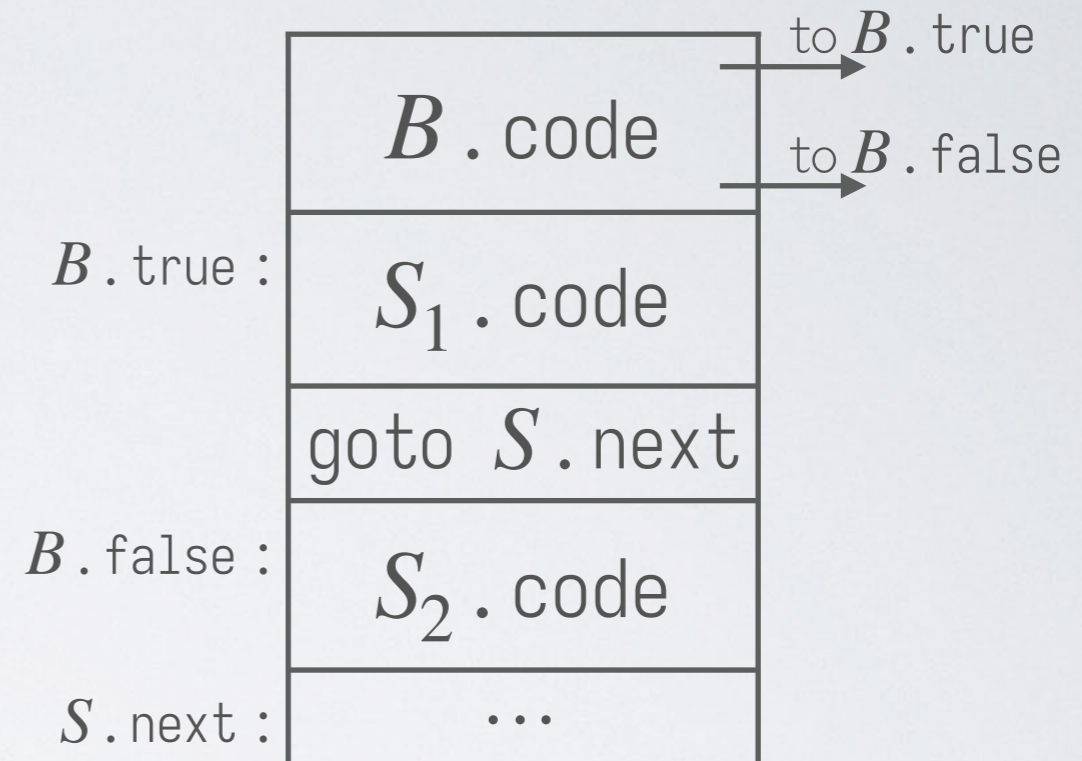 to B.true
B.code
to B.false
B.true:
S₁.code
goto S.next
B.false:
S₂.code
S.next:
...